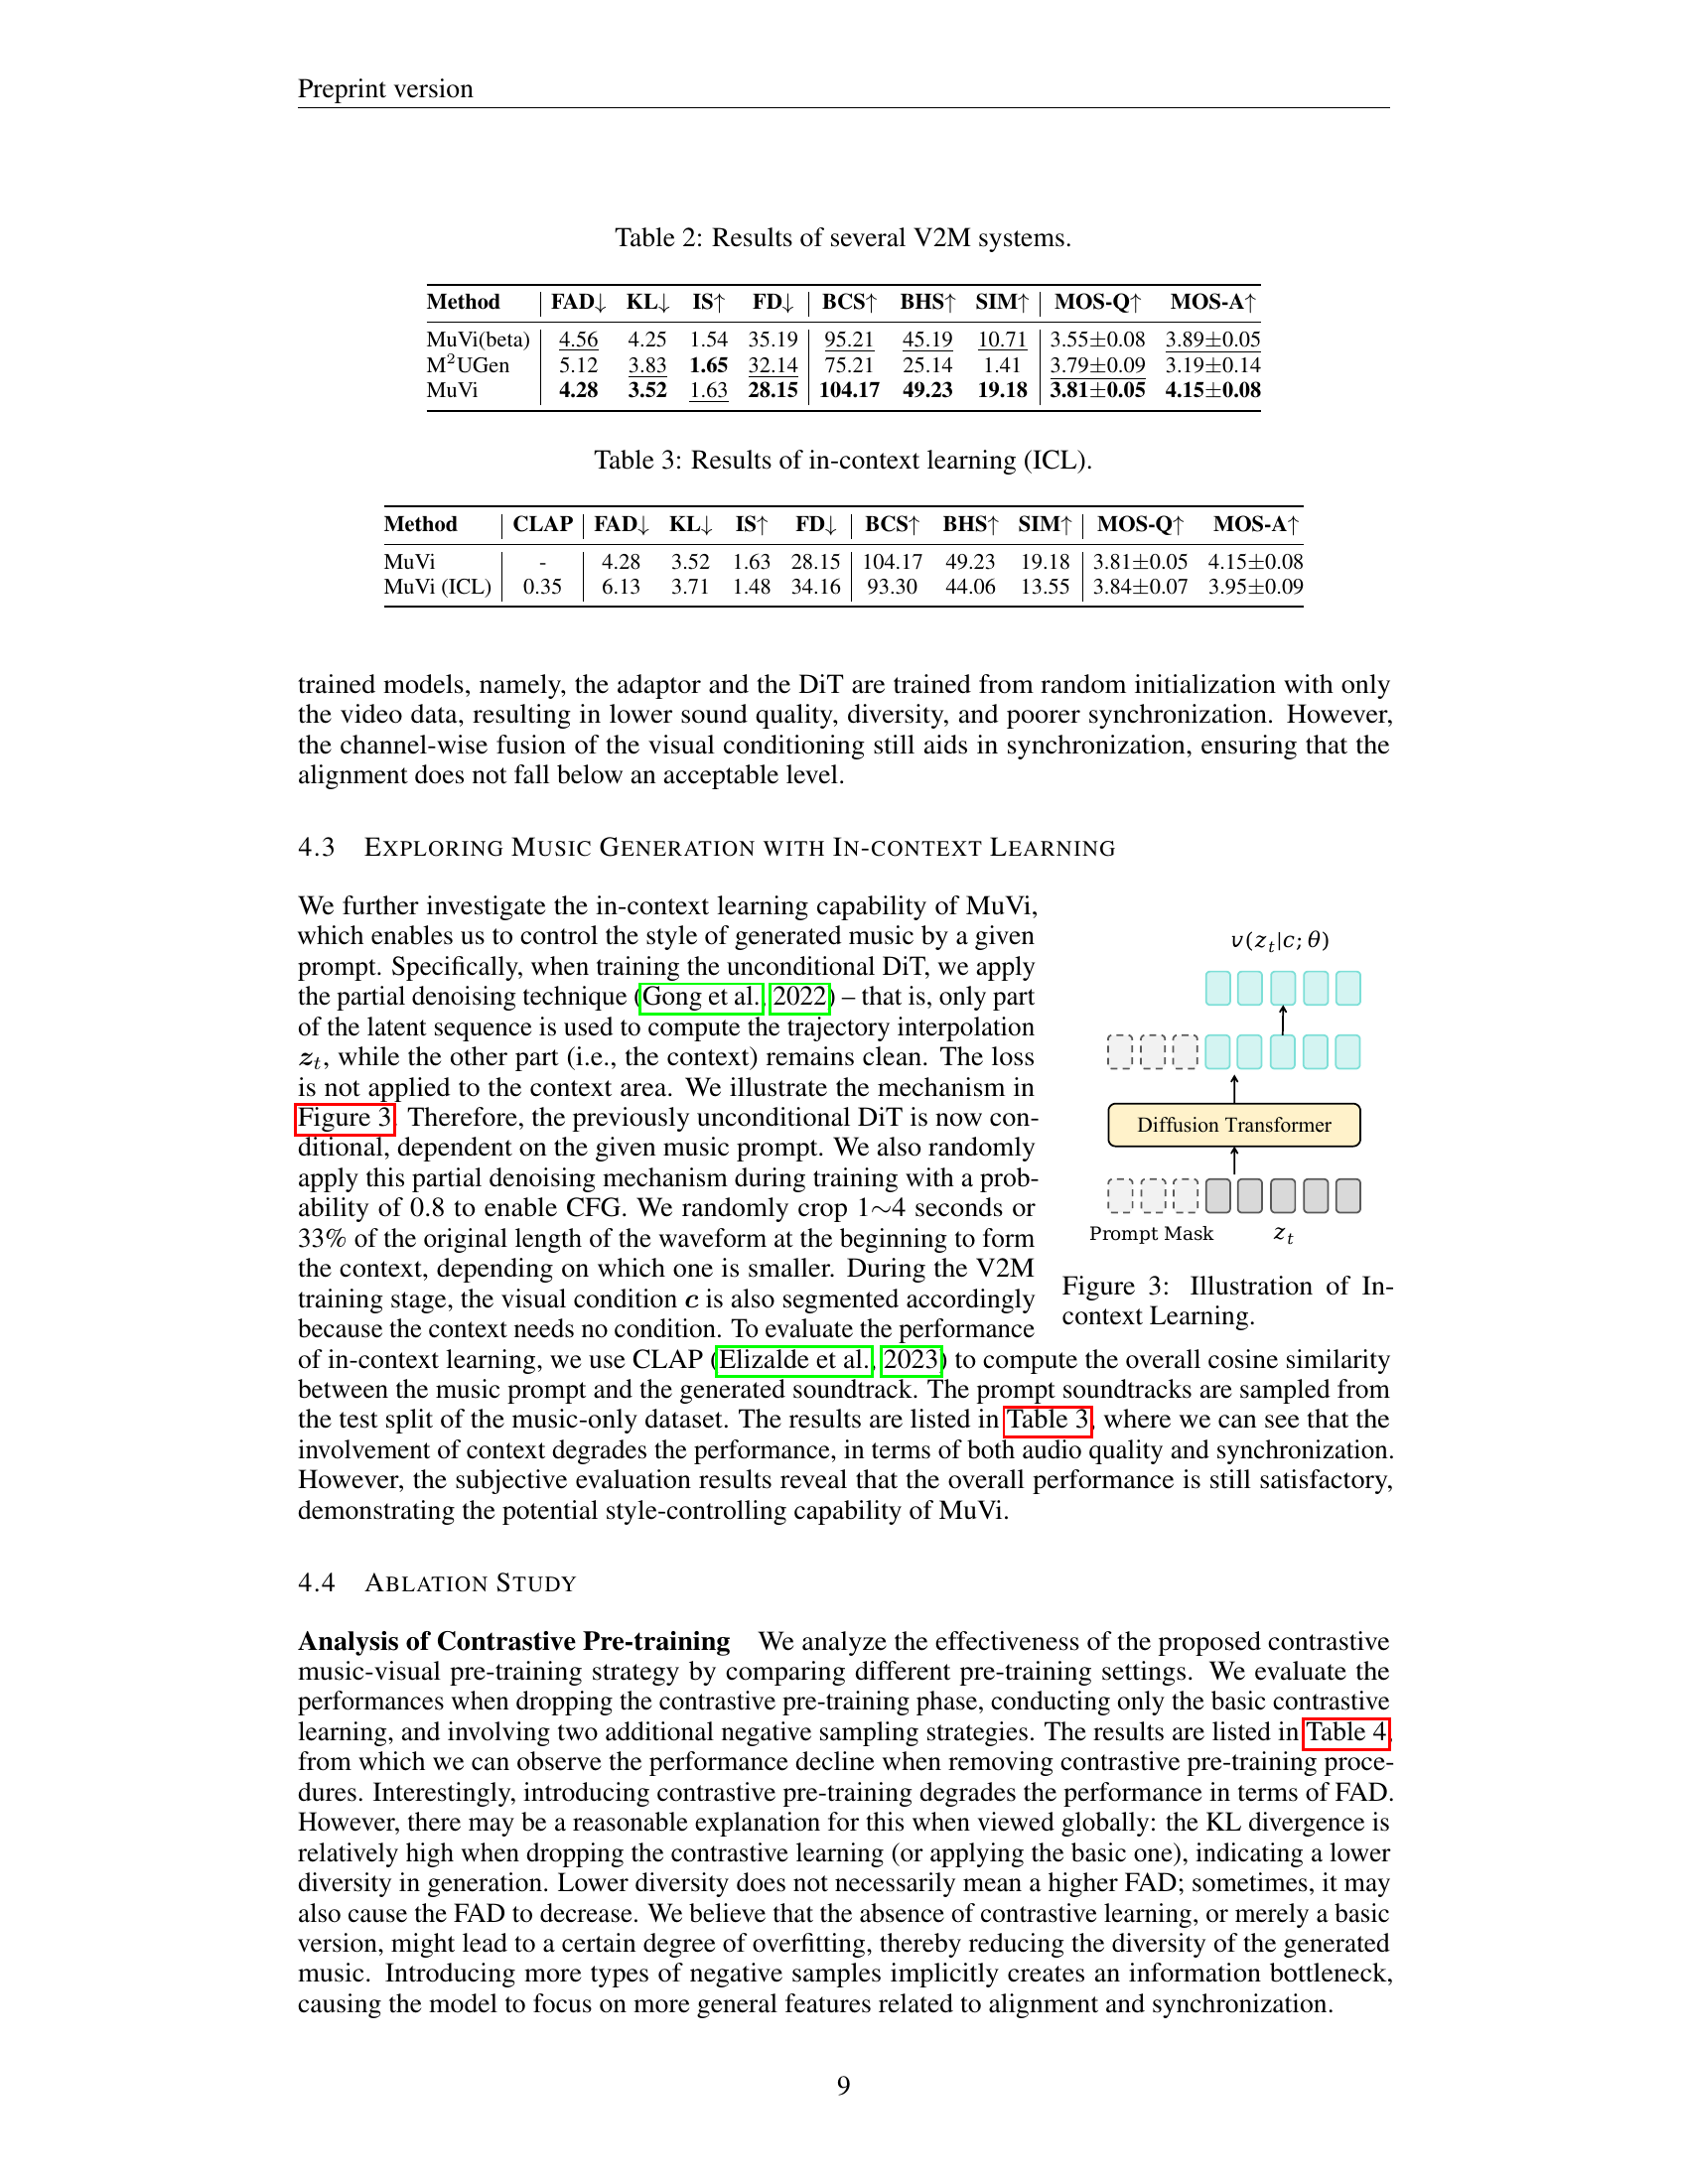 Preprint version
Table 2: Results of several V2M systems.
Method FAD↓ KL↓ IS↑ FD↓ BCS↑ BHS↑ SIM↑ MOS-Q↑ MOS-A↑
MuVi(beta) 4.56 4.25 1.54 35.19 95.21 45.19 10.71 3.55±0.08 3.89±0.05
M²UGen 5.12 3.83 1.65 32.14 75.21 25.14 1.41 3.79±0.09 3.19±0.14
MuVi 4.28 3.52 1.63 28.15 104.17 49.23 19.18 3.81±0.05 4.15±0.08
Table 3: Results of in-context learning (ICL).
Method CLAP FAD↓ KL↓ IS↑ FD↓ BCS↑ BHS↑ SIM↑ MOS-Q↑ MOS-A↑
MuVi - 4.28 3.52 1.63 28.15 104.17 49.23 19.18 3.81±0.05 4.15±0.08
MuVi (ICL) 0.35 6.13 3.71 1.48 34.16 93.30 44.06 13.55 3.84±0.07 3.95±0.09
trained models, namely, the adaptor and the DiT are trained from random initialization with only
the video data, resulting in lower sound quality, diversity, and poorer synchronization. However,
the channel-wise fusion of the visual conditioning still aids in synchronization, ensuring that the
alignment does not fall below an acceptable level.
4.3 EXPLORING MUSIC GENERATION WITH IN-CONTEXT LEARNING
We further investigate the in-context learning capability of MuVi,
which enables us to control the style of generated music by a given
prompt. Specifically, when training the unconditional DiT, we apply
the partial denoising technique (Gong et al., 2022) – that is, only part
of the latent sequence is used to compute the trajectory interpolation
z_t, while the other part (i.e., the context) remains clean. The loss
is not applied to the context area. We illustrate the mechanism in
Figure 3. Therefore, the previously unconditional DiT is now con-
ditional, dependent on the given music prompt. We also randomly
apply this partial denoising mechanism during training with a prob-
ability of 0.8 to enable CFG. We randomly crop 1∼4 seconds or
33% of the original length of the waveform at the beginning to form
the context, depending on which one is smaller. During the V2M
training stage, the visual condition c is also segmented accordingly
because the context needs no condition. To evaluate the performance
v(z_t|c; θ)
Diffusion Transformer
Prompt Mask z_t
Figure 3: Illustration of In-
context Learning.
of in-context learning, we use CLAP (Elizalde et al., 2023) to compute the overall cosine similarity
between the music prompt and the generated soundtrack. The prompt soundtracks are sampled from
the test split of the music-only dataset. The results are listed in Table 3, where we can see that the
involvement of context degrades the performance, in terms of both audio quality and synchronization.
However, the subjective evaluation results reveal that the overall performance is still satisfactory,
demonstrating the potential style-controlling capability of MuVi.
4.4 ABLATION STUDY
Analysis of Contrastive Pre-training We analyze the effectiveness of the proposed contrastive
music-visual pre-training strategy by comparing different pre-training settings. We evaluate the
performances when dropping the contrastive pre-training phase, conducting only the basic contrastive
learning, and involving two additional negative sampling strategies. The results are listed in Table 4,
from which we can observe the performance decline when removing contrastive pre-training proce-
dures. Interestingly, introducing contrastive pre-training degrades the performance in terms of FAD.
However, there may be a reasonable explanation for this when viewed globally: the KL divergence is
relatively high when dropping the contrastive learning (or applying the basic one), indicating a lower
diversity in generation. Lower diversity does not necessarily mean a higher FAD; sometimes, it may
also cause the FAD to decrease. We believe that the absence of contrastive learning, or merely a basic
version, might lead to a certain degree of overfitting, thereby reducing the diversity of the generated
music. Introducing more types of negative samples implicitly creates an information bottleneck,
causing the model to focus on more general features related to alignment and synchronization.
9